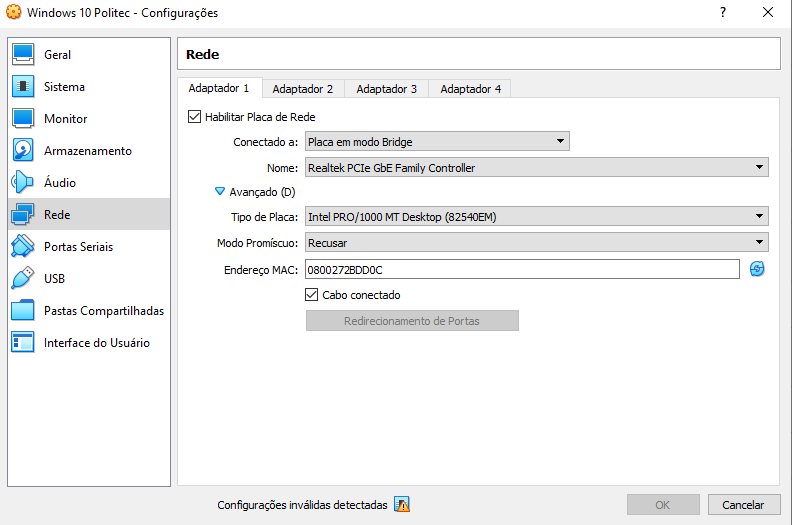 Windows 10 Politec - Configurações
?
Geral
Sistema
Monitor
Armazenamento
Áudio
Rede
Portas Seriais
USB
Pastas Compartilhadas
Interface do Usuário
Rede
Adaptador 1 Adaptador 2 Adaptador 3 Adaptador 4
Habilitar Placa de Rede
Conectado a: Placa em modo Bridge
Nome: Realtek PCIe GbE Family Controller
Avançado (D)
Tipo de Placa: Intel PRO/1000 MT Desktop (82540EM)
Modo Promíscuo: Recusar
Endereço MAC: 0800272BDD0C
Cabo conectado
Redirecionamento de Portas
Configurações inválidas detectadas
OK Cancelar